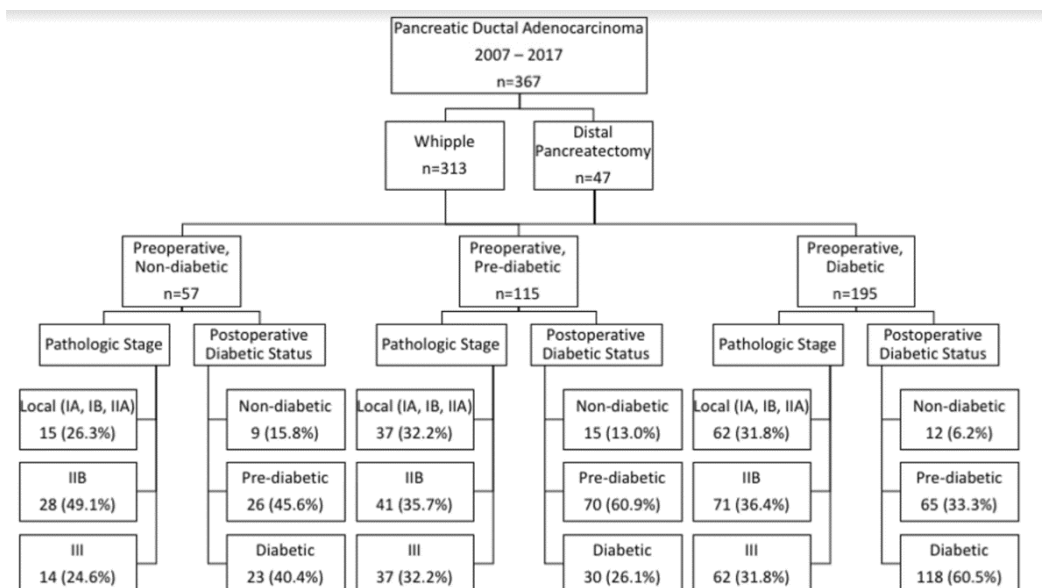 Pancreatic Ductal Adenocarcinoma
2007 – 2017
n=367
Whipple
n=313
Distal
Pancreatectomy
n=47
Preoperative,
Non-diabetic
n=57
Preoperative,
Pre-diabetic
n=115
Preoperative,
Diabetic
n=195
Pathologic Stage
Postoperative
Diabetic Status
Pathologic Stage
Postoperative
Diabetic Status
Pathologic Stage
Postoperative
Diabetic Status
Local (IA, IB, IIA)
15 (26.3%)
Non-diabetic
9 (15.8%)
Local (IA, IB, IIA)
37 (32.2%)
Non-diabetic
15 (13.0%)
Local (IA, IB, IIA)
62 (31.8%)
Non-diabetic
12 (6.2%)
IIB
28 (49.1%)
Pre-diabetic
26 (45.6%)
IIB
41 (35.7%)
Pre-diabetic
70 (60.9%)
IIB
71 (36.4%)
Pre-diabetic
65 (33.3%)
III
14 (24.6%)
Diabetic
23 (40.4%)
III
37 (32.2%)
Diabetic
30 (26.1%)
III
62 (31.8%)
Diabetic
118 (60.5%)